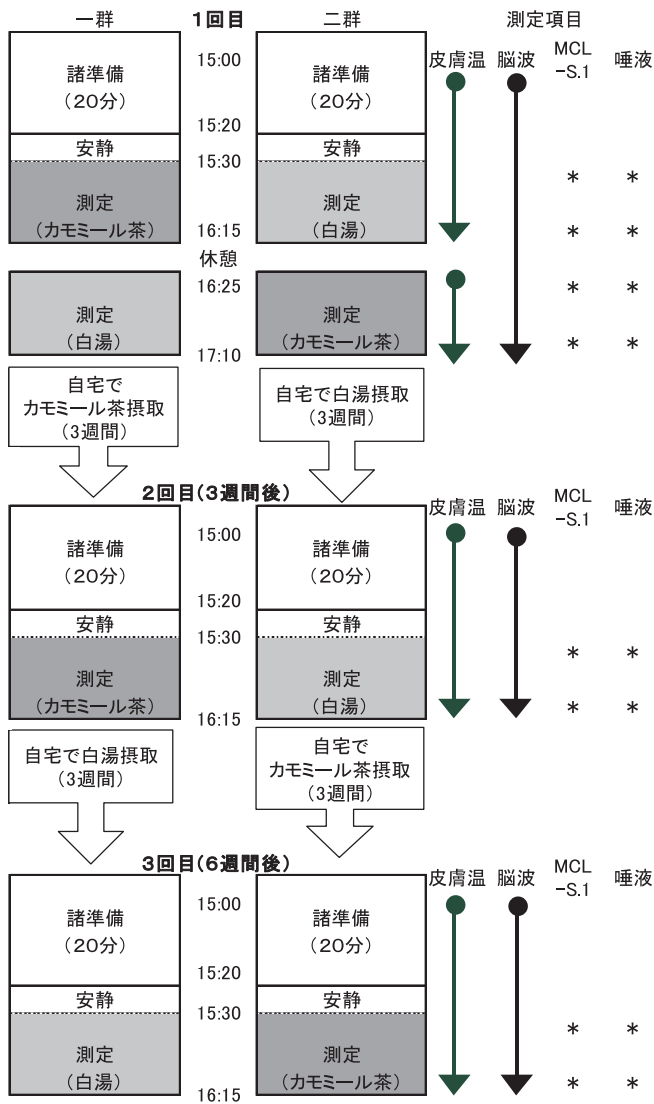 一群 1回目 二群 測定項目
皮膚温 脳波 MCL-S.1 唾液
15:00
諸準備 諸準備
(20分) (20分)
15:20
安静 安静
15:30
* *
測定 測定
(カモミール茶) (白湯)
16:15 * *
休憩
16:25 * *
測定 測定
(白湯) (カモミール茶)
17:10 * *
自宅で
カモミール茶摂取
(3週間)
自宅で白湯摂取
(3週間)
2回目(3週間後)
皮膚温 脳波 MCL-S.1 唾液
15:00
諸準備 諸準備
(20分) (20分)
15:20
安静 安静
15:30
* *
測定 測定
(カモミール茶) (白湯)
16:15 * *
自宅で白湯摂取
(3週間)
自宅で
カモミール茶摂取
(3週間)
3回目(6週間後)
皮膚温 脳波 MCL-S.1 唾液
15:00
諸準備 諸準備
(20分) (20分)
15:20
安静 安静
15:30
* *
測定 測定
(白湯) (カモミール茶)
16:15 * *